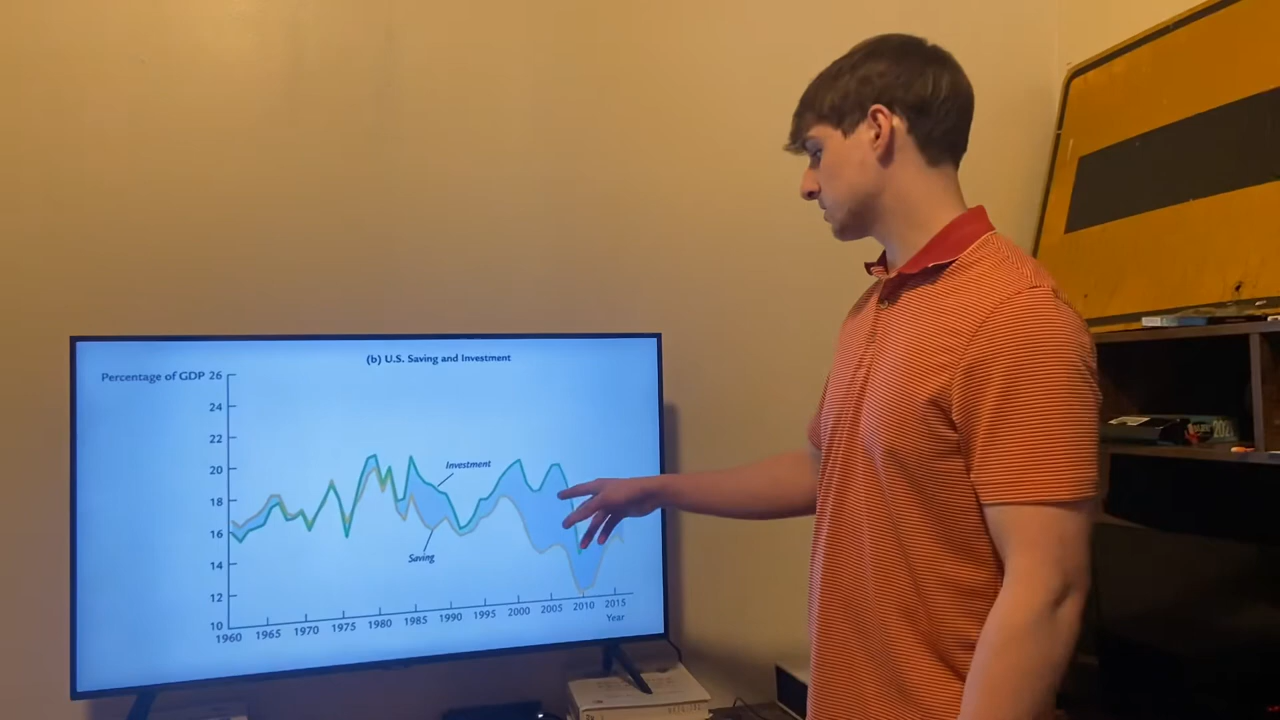 (b) U.S. Saving and Investment
Percentage of GDP 26
24
22
20
18
16
14
12
10
Investment
Saving
1960 1965 1970 1975 1980 1985 1990 1995 2000 2005 2010 2015
Year